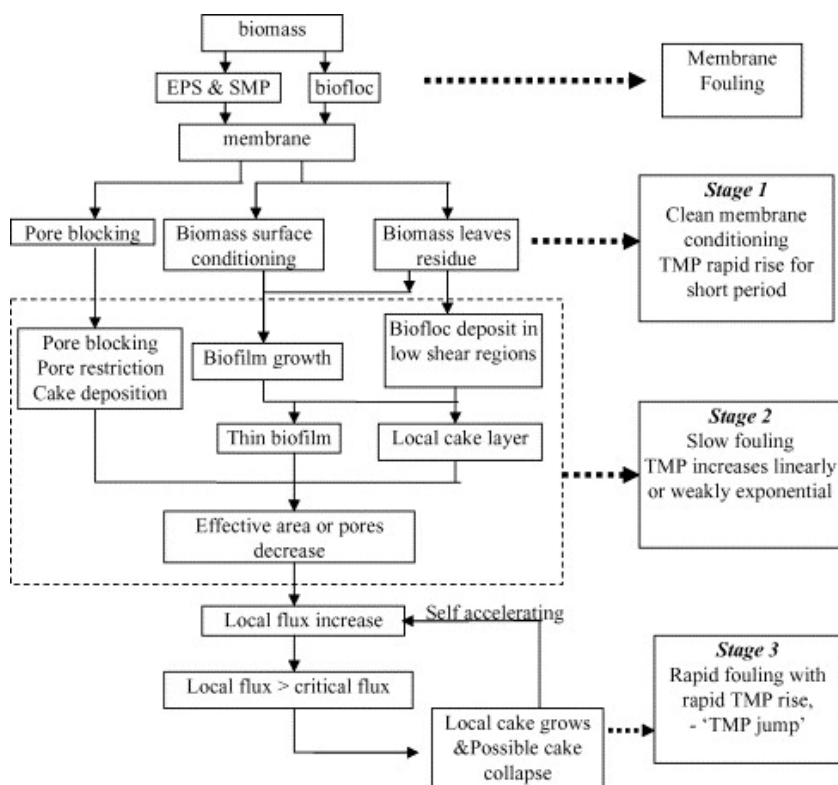 biomass
EPS & SMP
biofloc
membrane
Membrane
Fouling
Pore blocking
Biomass surface
conditioning
Biomass leaves
residue
Stage 1
Clean membrane
conditioning
TMP rapid rise for
short period
Pore blocking
Pore restriction
Cake deposition
Biofilm growth
Biofloc deposit in
low shear regions
Thin biofilm
Local cake layer
Effective area or pores
decrease
Stage 2
Slow fouling
TMP increases linearly
or weakly exponential
Local flux increase
Self accelerating
Local flux > critical flux
Local cake grows
&Possible cake
collapse
Stage 3
Rapid fouling with
rapid TMP rise,
- ‘TMP jump’